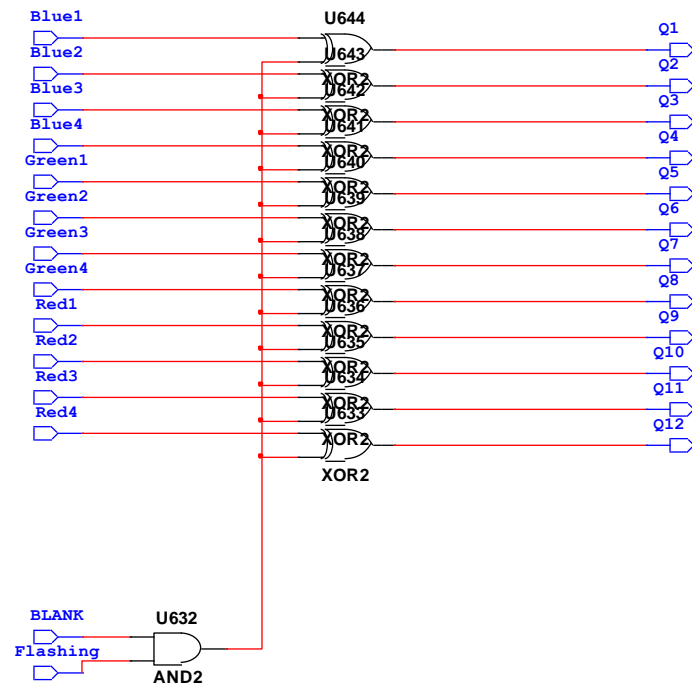 Blue1
U644
Q1
Blue2
U643
Q2
Blue3
XOR2
U642
Q3
Blue4
XOR2
U641
Q4
Green1
XOR2
U640
Q5
Green2
XOR2
U639
Q6
Green3
XOR2
U638
Q7
Green4
XOR2
U637
Q8
Red1
XOR2
U636
Q9
Red2
XOR2
U635
Q10
Red3
XOR2
U634
Q11
Red4
XOR2
U633
Q12
XOR2
XOR2
BLANK
U632
Flashing
AND2